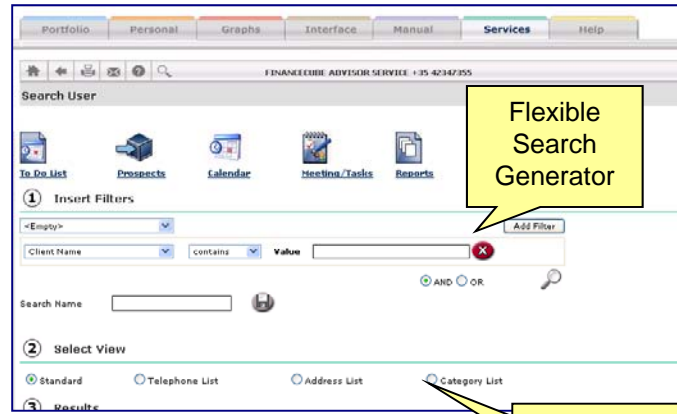 Portfolio Personal Graphs Interface Manual Services Help
FINANCECUBE ADVISOR SERVICE +35 42347355
Search User
Flexible
Search
Generator
To Do List Prospects Calendar Meeting/Tasks Reports
1 Insert Filters
<Empty> Add Filter
Client Name contains Value
AND OR
Search Name
2 Select View
Standard Telephone List Address List Category List
3 Results